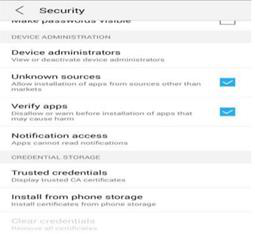 Security
Make passwords visible
DEVICE ADMINISTRATION
Device administrators
View or deactivate device administrators
Unknown sources
Allow installation of apps from sources other than
markets
Verify apps
Disallow or warn before installation of apps that
may cause harm
Notification access
Apps cannot read notifications
CREDENTIAL STORAGE
Trusted credentials
Display trusted CA certificates
Install from phone storage
Install certificates from phone storage
Clear credentials
Remove all certificates